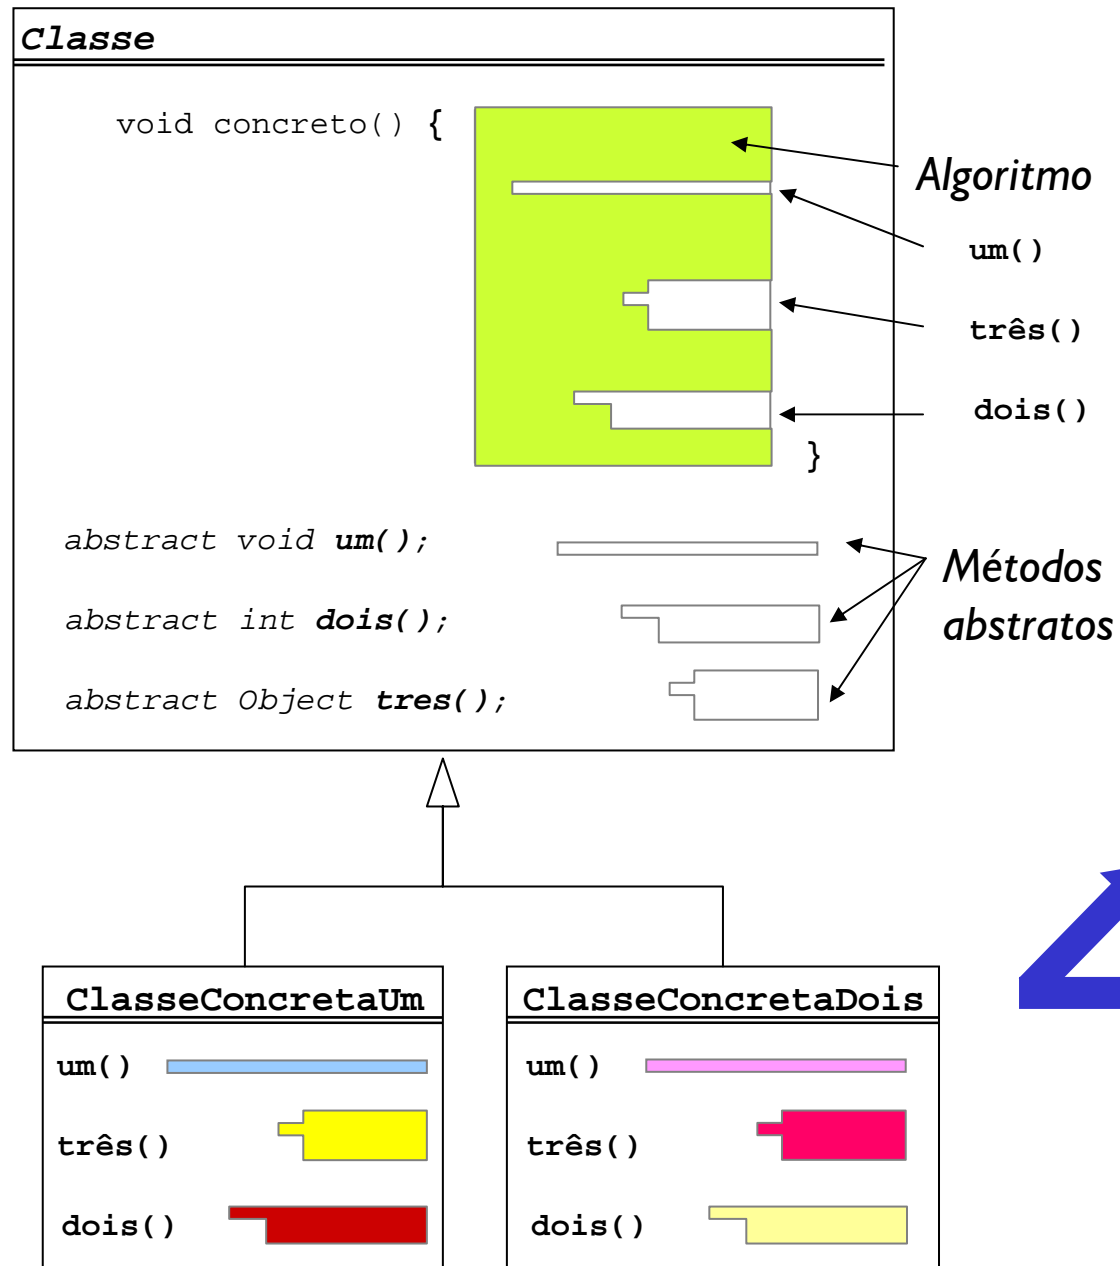 Classe
void concreto() {
Algoritmo
um()
três()
dois()
}
abstract void um();
abstract int dois();
abstract Object tres();
Métodos
abstratos
ClasseConcretaUm
um()
três()
dois()
ClasseConcretaDois
um()
três()
dois()